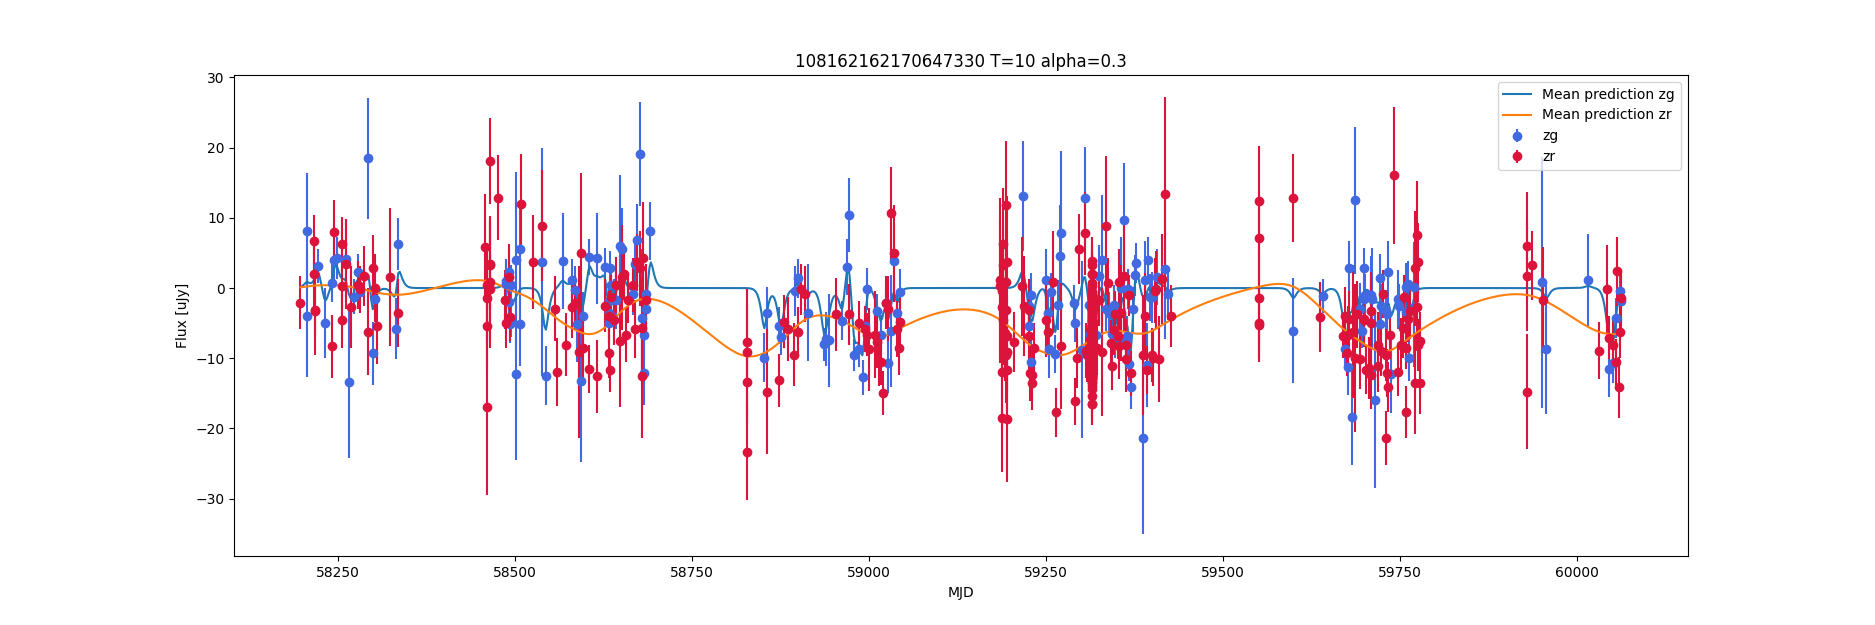 108162162170647330 T=10 alpha=0.3
30
20
10
0
−10
−20
−30
Flux [uJy]
Mean prediction zg
Mean prediction zr
zg
zr
58250 58500 58750 59000 59250 59500 59750 60000
MJD